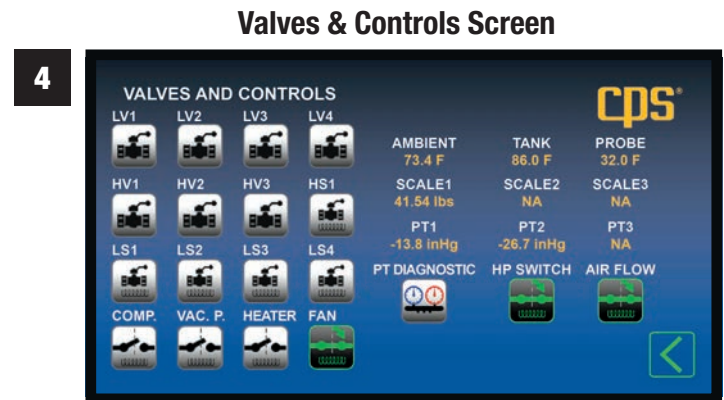 Valves & Controls Screen
4
VALVES AND CONTROLS
cps®
LV1 LV2 LV3 LV4
AMBIENT TANK PROBE
73.4 F 86.0 F 32.0 F
HV1 HV2 HV3 HS1
SCALE1 SCALE2 SCALE3
41.54 lbs NA NA
PT1 PT2 PT3
-13.8 inHg -26.7 inHg NA
LS1 LS2 LS3 LS4
PT DIAGNOSTIC HP SWITCH AIR FLOW
COMP. VAC. P. HEATER FAN